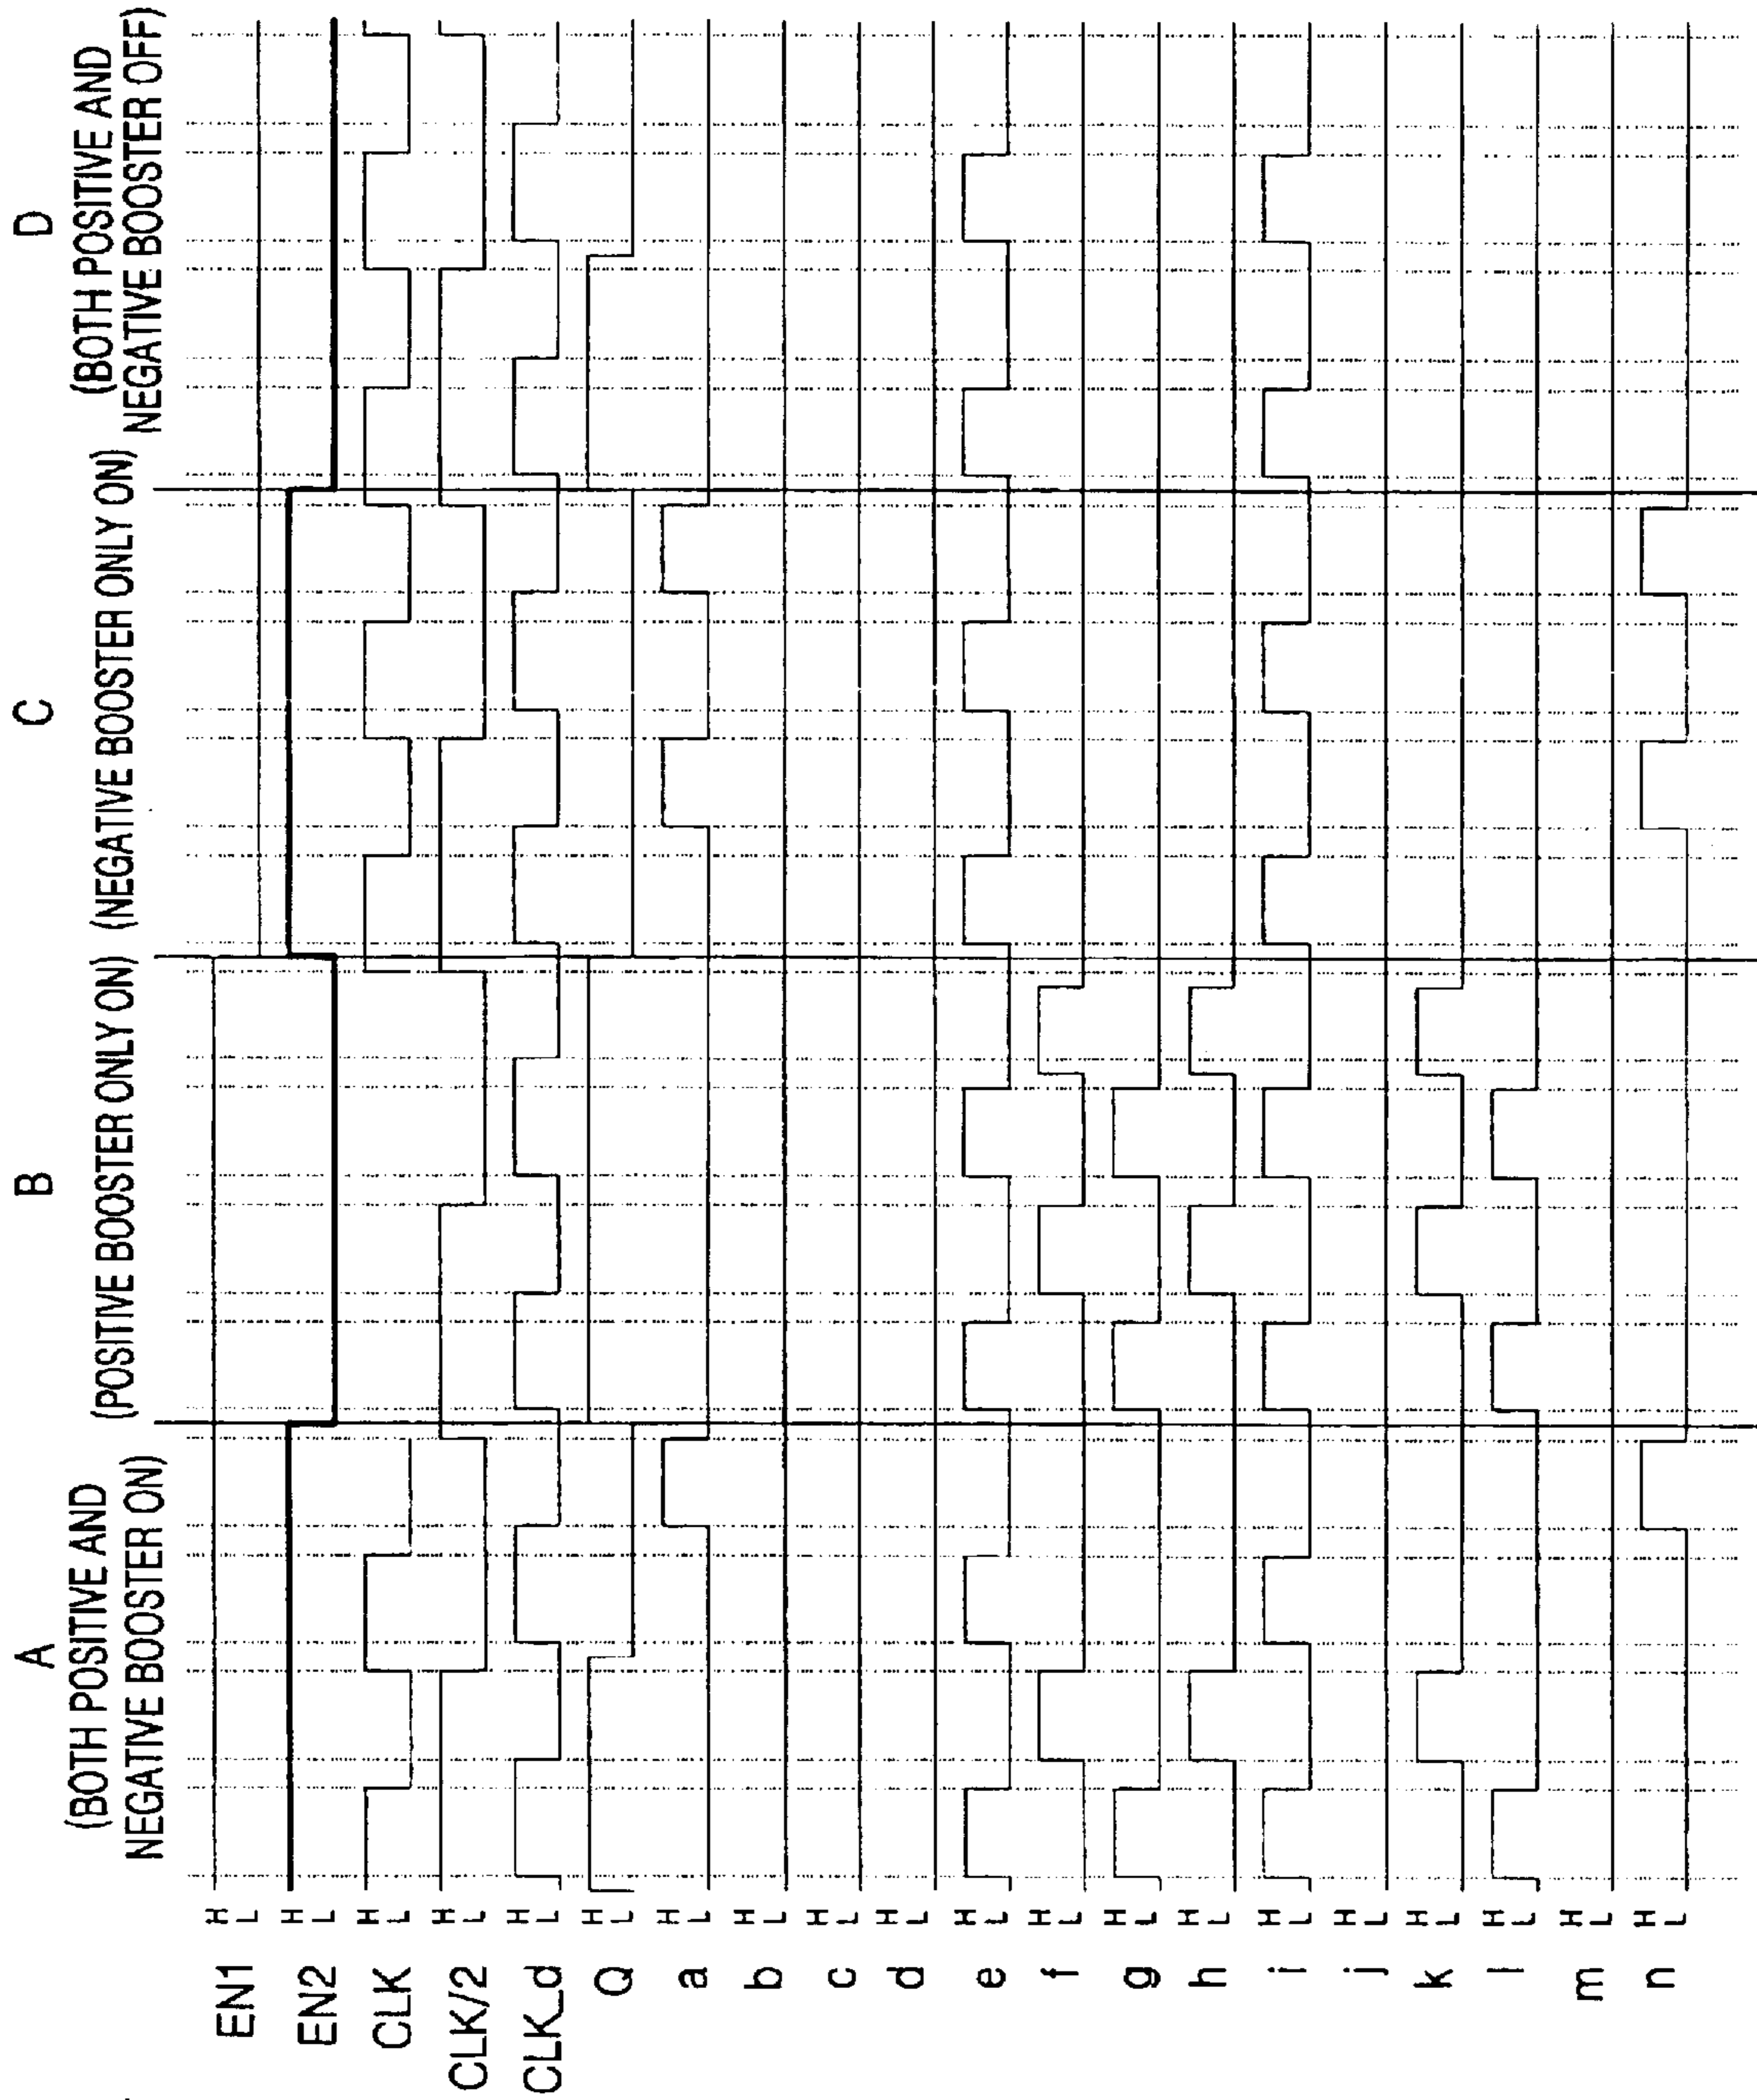 A
(BOTH POSITIVE AND
NEGATIVE BOOSTER ON)
B
(POSITIVE BOOSTER ONLY ON)
C
(NEGATIVE BOOSTER ONLY ON)
D
(BOTH POSITIVE AND
NEGATIVE BOOSTER OFF)
EN1 H L
EN2 H L
CLK H L
CLK/2 H L
CLK_d H L
Q H L
a H L
b H L
c H L
d H L
e H L
f H L
g H L
h H L
i H L
j H L
k H L
l H L
m H L
n H L